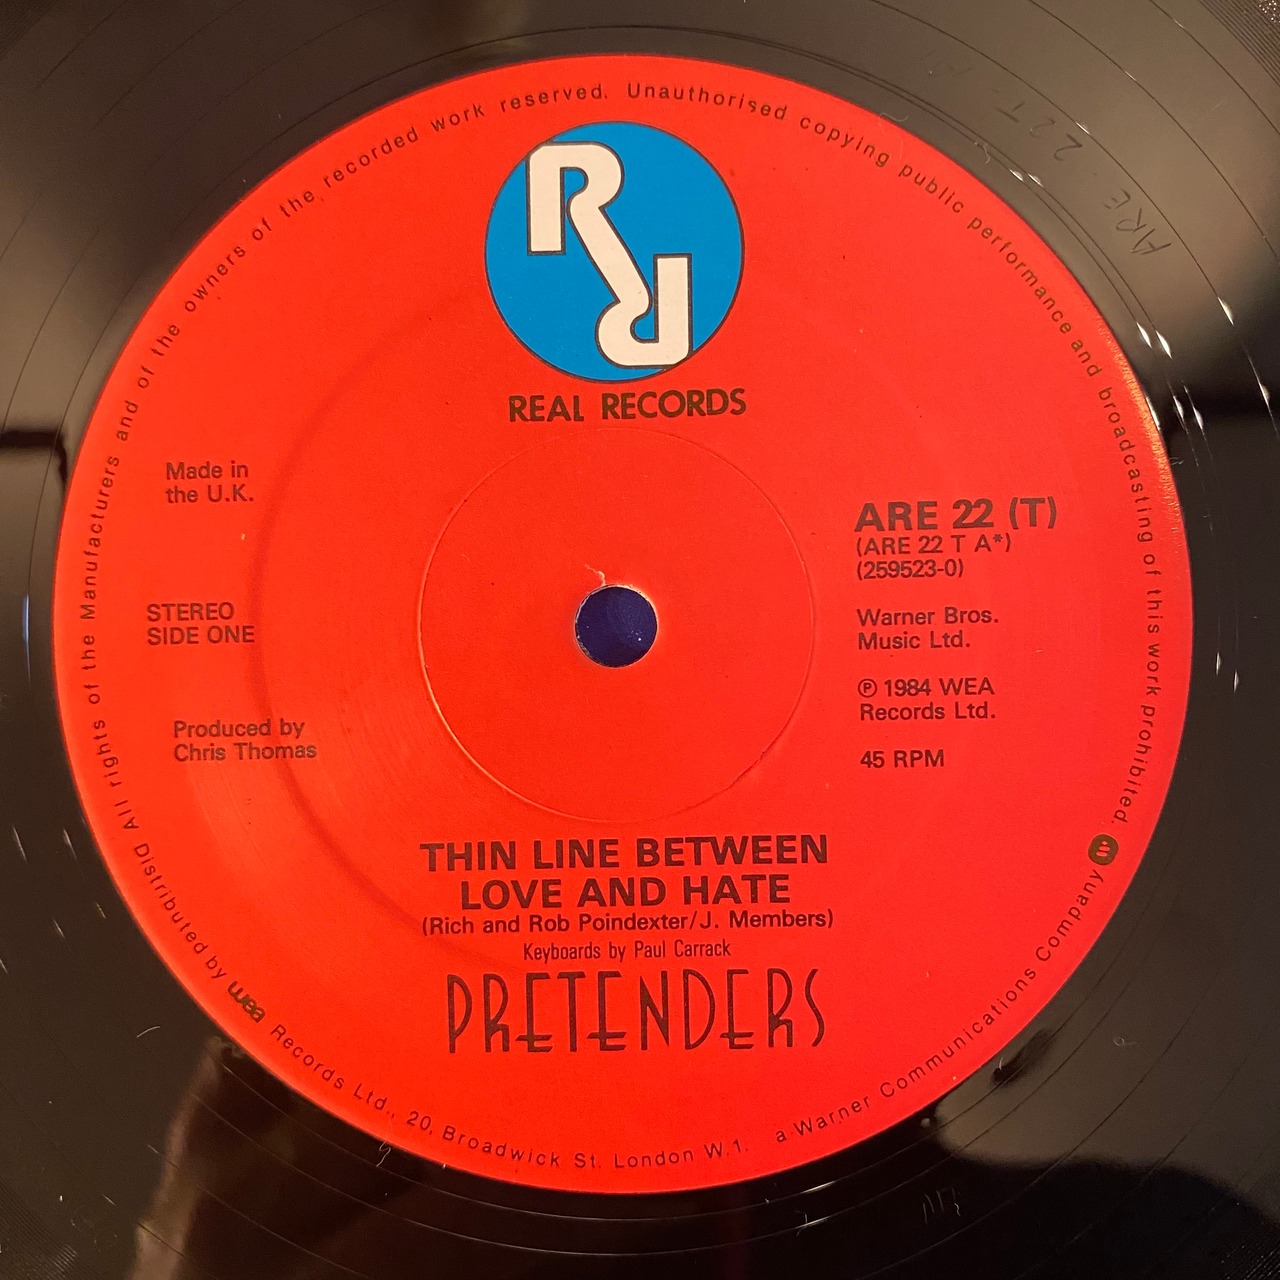 All rights of the Manufacturers and of the owners of the recorded work reserved. Unauthorised copying public performance and broadcasting of this work prohibited.
RR
REAL RECORDS
Made in
the U.K.
STEREO
SIDE ONE
Produced by
Chris Thomas
ARE 22 (T)
(ARE 22 T A*)
(259523-0)
Warner Bros.
Music Ltd.
℗ 1984 WEA
Records Ltd.
45 RPM
THIN LINE BETWEEN
LOVE AND HATE
(Rich and Rob Poindexter/J. Members)
Keyboards by Paul Carrack
PRETENDERS
Distributed by wea Records Ltd., 20, Broadwick St. London W.1. a Warner Communications Company